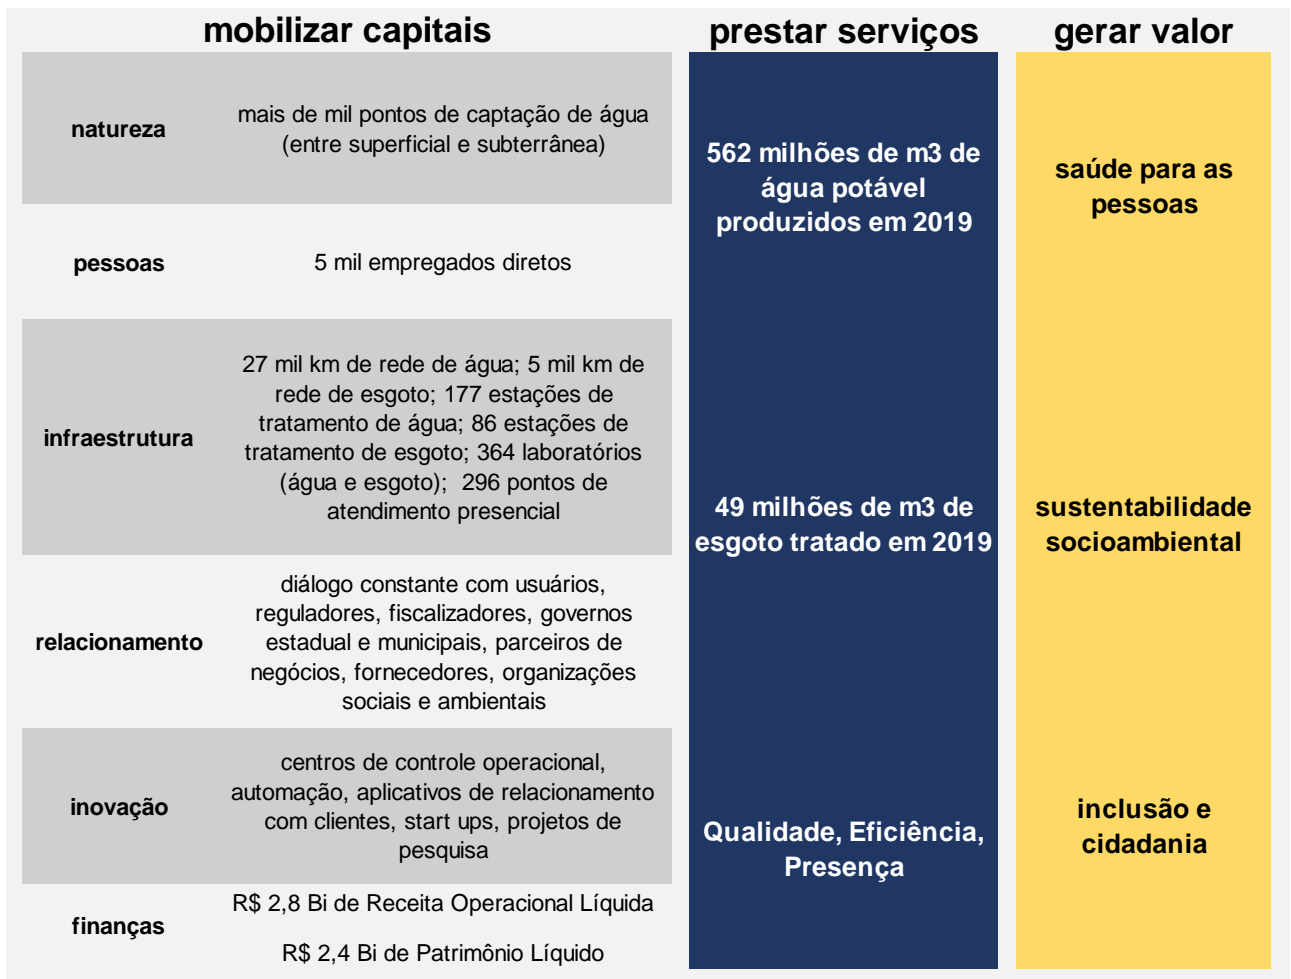 mobilizar capitais
prestar serviços
gerar valor
natureza
mais de mil pontos de captação de água
(entre superficial e subterrânea)
pessoas
5 mil empregados diretos
infraestrutura
27 mil km de rede de água; 5 mil km de
rede de esgoto; 177 estações de
tratamento de água; 86 estações de
tratamento de esgoto; 364 laboratórios
(água e esgoto);  296 pontos de
atendimento presencial
relacionamento
diálogo constante com usuários,
reguladores, fiscalizadores, governos
estadual e municipais, parceiros de
negócios, fornecedores, organizações
sociais e ambientais
inovação
centros de controle operacional,
automação, aplicativos de relacionamento
com clientes, start ups, projetos de
pesquisa
finanças
R$ 2,8 Bi de Receita Operacional Líquida
R$ 2,4 Bi de Patrimônio Líquido
562 milhões de m3 de
água potável
produzidos em 2019
49 milhões de m3 de
esgoto tratado em 2019
Qualidade, Eficiência,
Presença
saúde para as
pessoas
sustentabilidade
socioambiental
inclusão e
cidadania